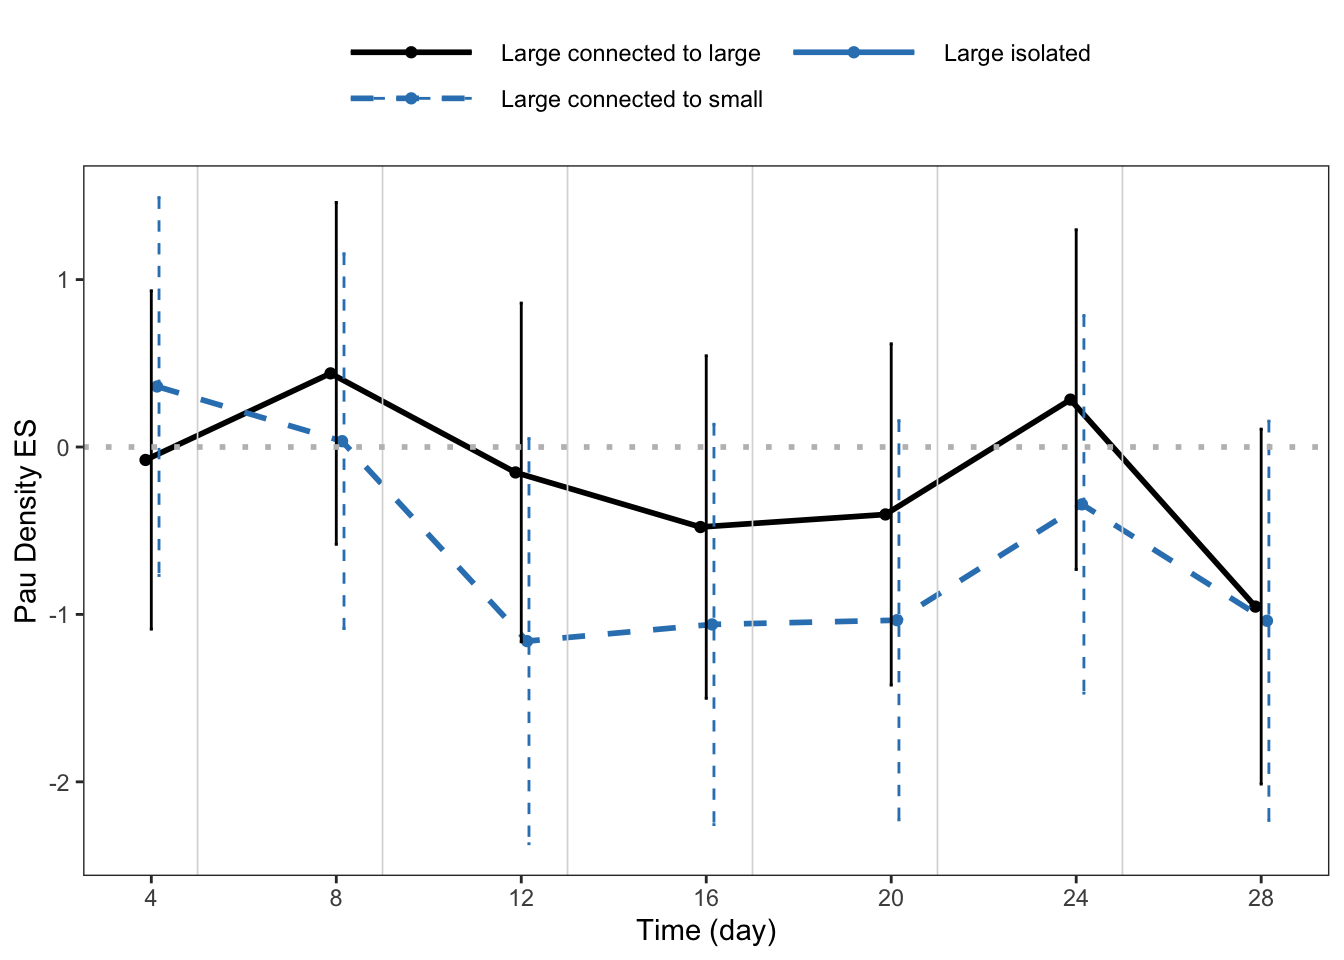 Large connected to large
Large isolated
Large connected to small
Pau Density ES
1
0
-1
-2
4 8 12 16 20 24 28
Time (day)